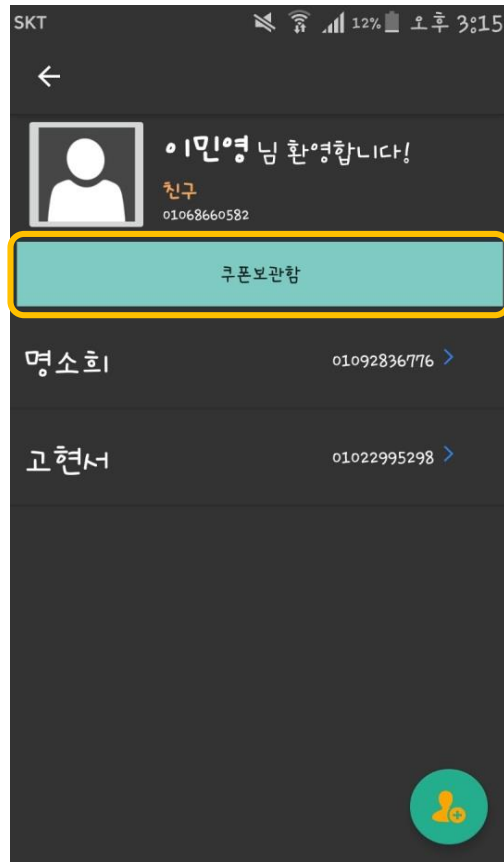 SKT 12% 오후 3:15
이민영 님 환영합니다!
친구
01068660582
쿠폰보관함
명소희 01092836776
고현서 01022995298